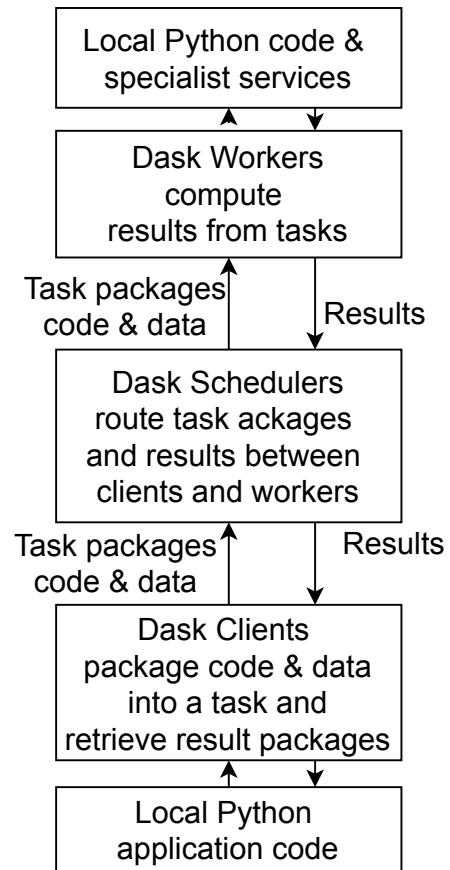 Local Python code &
specialist services
Dask Workers
compute
results from tasks
Task packages
code & data
Results
Dask Schedulers
route task ackages
and results between
clients and workers
Task packages
code & data
Results
Dask Clients
package code & data
into a task and
retrieve result packages
Local Python
application code